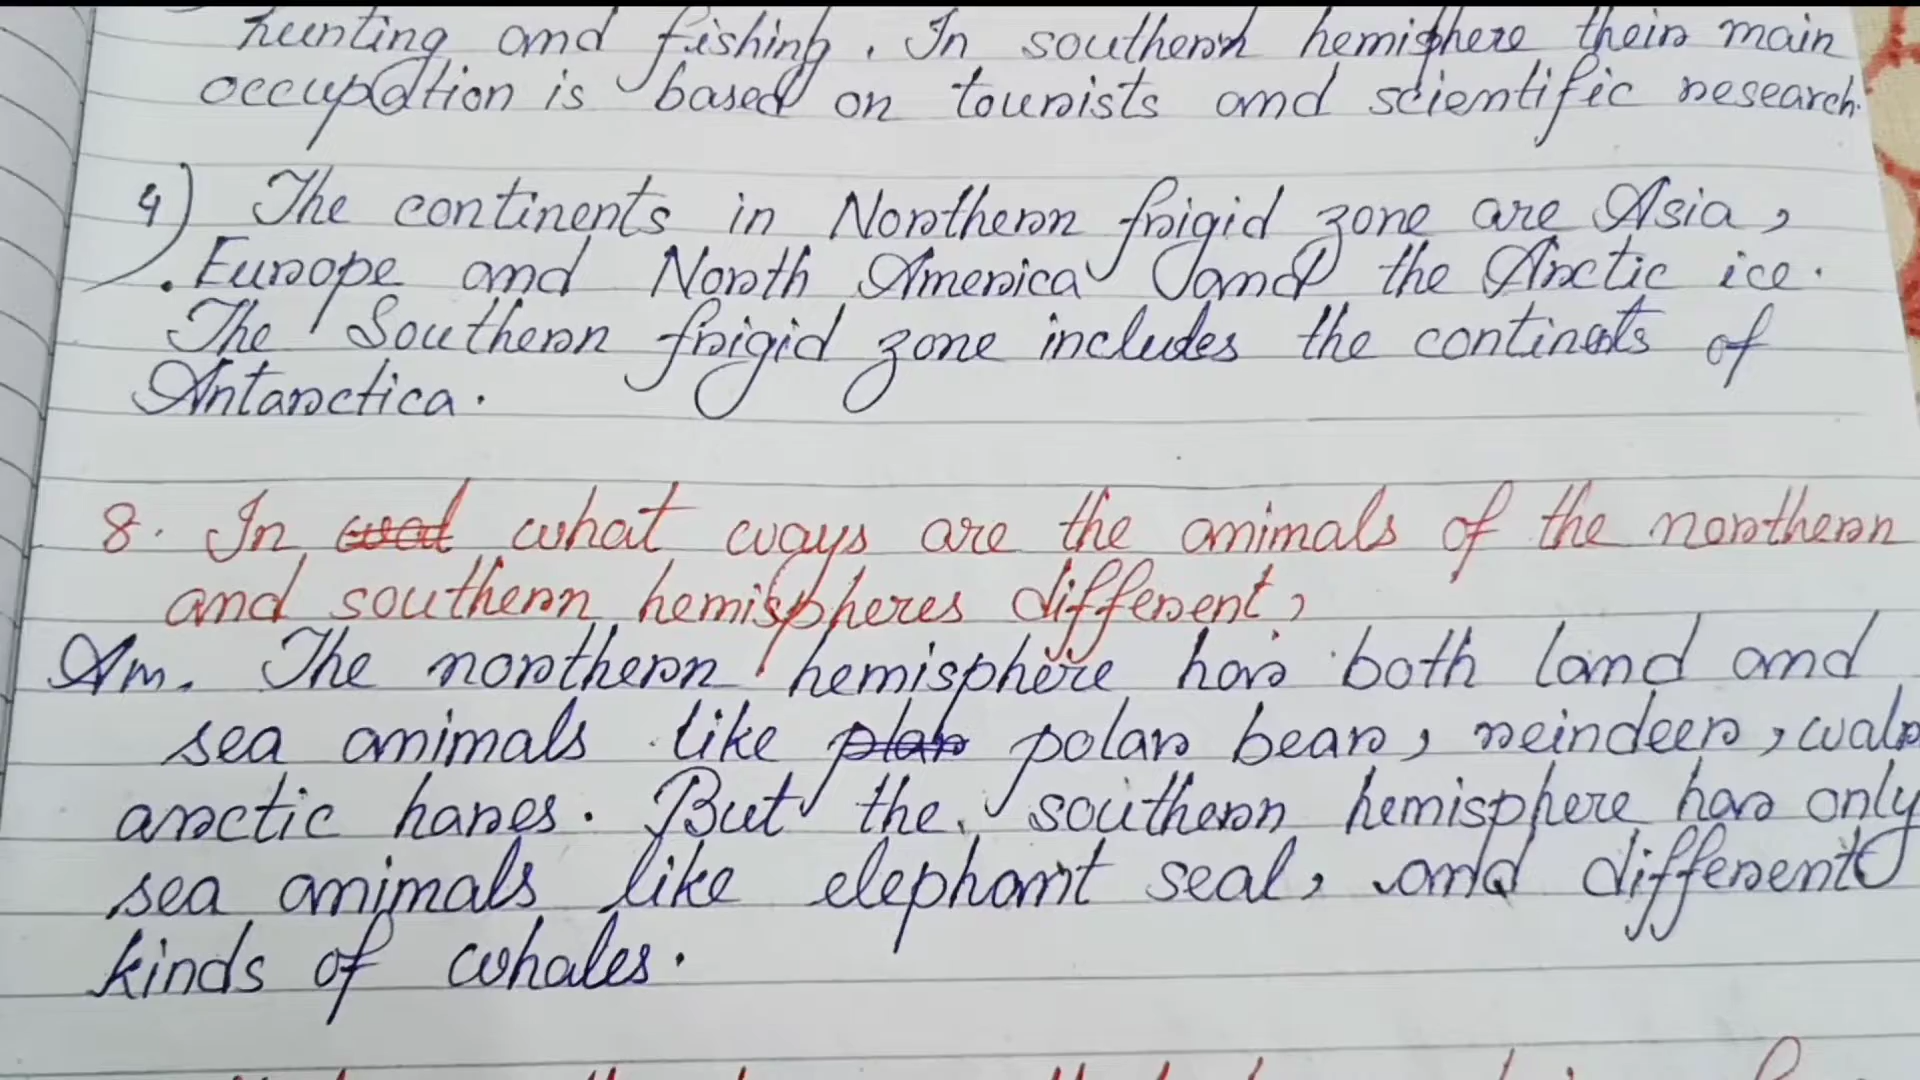 hunting and fishing. In southern hemisphere their main
occupation is based on tourists and scientific research.
4) The continents in Northern frigid zone are Asia,
Europe and North America and the Arctic ice.
The Southern frigid zone includes the continents of
Antarctica.
8. In what ways are the animals of the northern
and southern hemispheres different,
An. The northern hemisphere has both land and
sea animals like polar bear, reindeer,
arctic hares. But the southern hemisphere has only
sea animals like elephant seal, and different
kinds of whales.